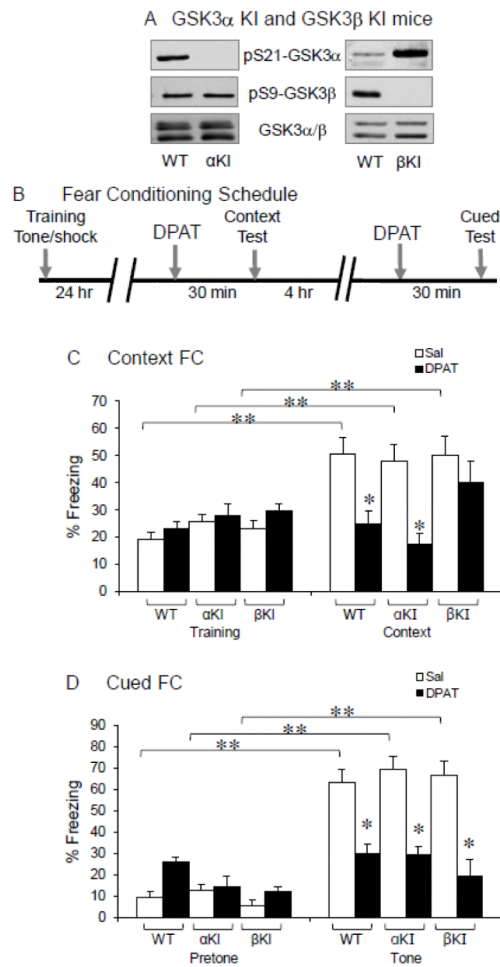 A GSK3α KI and GSK3β KI mice
pS21-GSK3α
pS9-GSK3β
GSK3α/β
WT αKI
WT βKI
B Fear Conditioning Schedule
Training
Tone/shock
DPAT
Context
Test
DPAT
Cued
Test
24 hr
30 min
4 hr
30 min
C Context FC
Sal
DPAT
**
**
**
% Freezing
70
60
50
40
30
20
10
0
*
*
WT αKI βKI WT αKI βKI
Training Context
D Cued FC
Sal
DPAT
**
**
**
% Freezing
90
80
70
60
50
40
30
20
10
0
*
*
*
WT αKI βKI WT αKI βKI
Pretone Tone